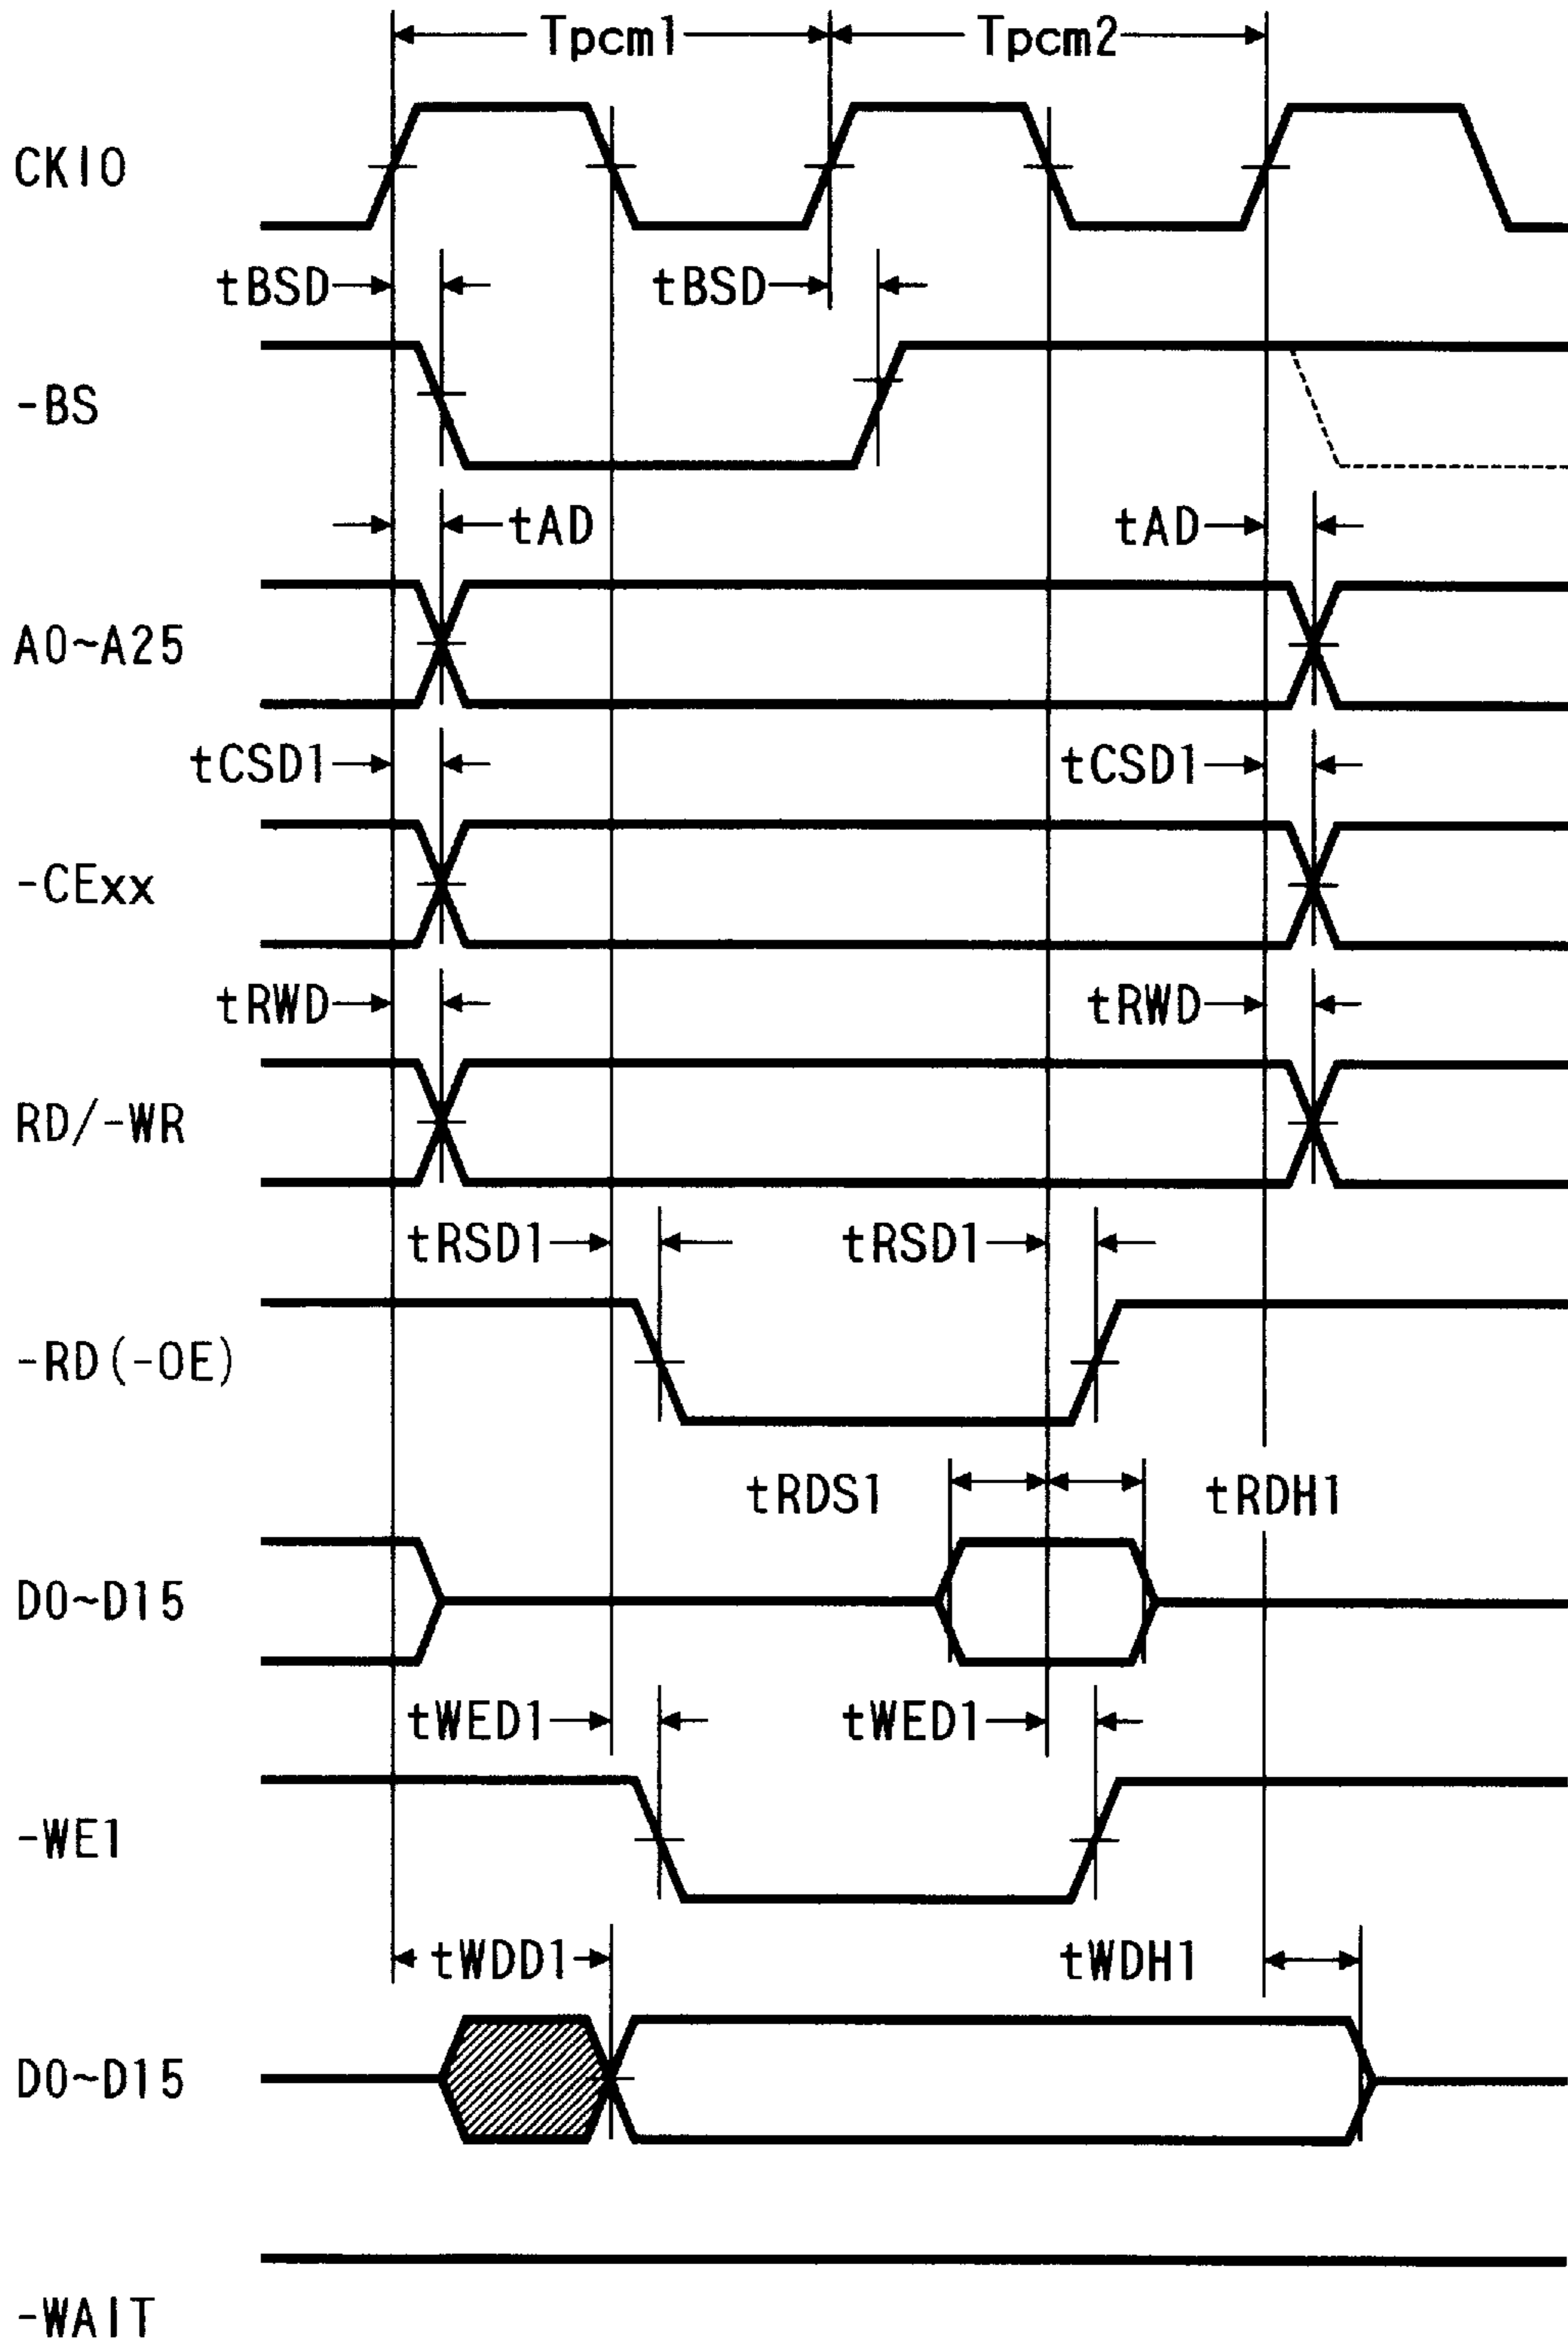 Tpcm1 Tpcm2
CKIO
tBSD tBSD
-BS
tAD tAD
A0~A25
tCSD1 tCSD1
-CExx
tRWD tRWD
RD/-WR
tRSD1 tRSD1
-RD(-OE)
tRDS1 tRDH1
D0~D15
tWED1 tWED1
-WE1
tWDD1 tWDH1
D0~D15
-WAIT